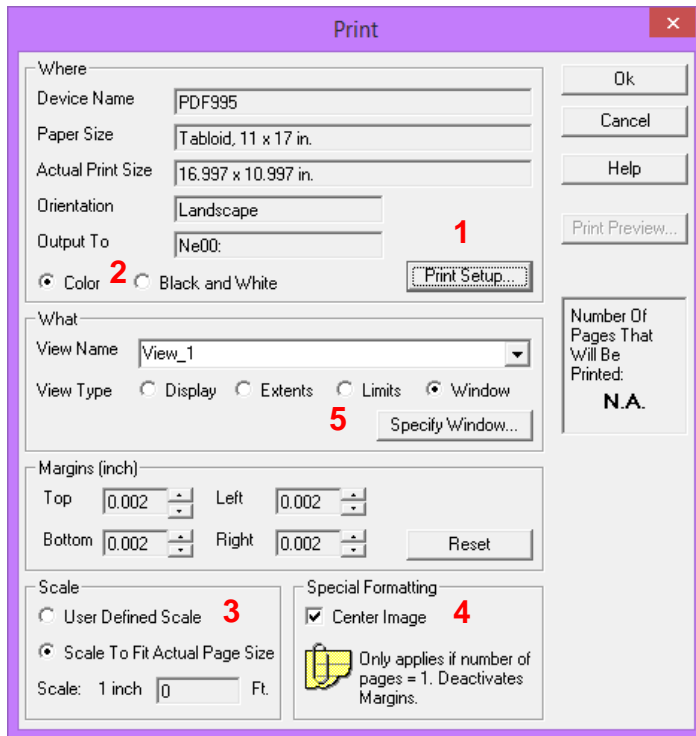 Print
×
Where
Device Name PDF995
Paper Size Tabloid, 11 x 17 in.
Actual Print Size 16.997 x 10.997 in.
Orientation Landscape
Output To Ne00:
1
Color 2 Black and White Print Setup...
What
View Name View_1
View Type Display Extents Limits Window
5 Specify Window...
Margins (inch)
Top 0.002 Left 0.002
Bottom 0.002 Right 0.002 Reset
Scale
User Defined Scale 3
Scale To Fit Actual Page Size
Scale: 1 inch 0 Ft.
Special Formatting
Center Image 4
Only applies if number of
pages = 1. Deactivates
Margins.
Ok
Cancel
Help
Print Preview...
Number Of
Pages That
Will Be
Printed:
N.A.